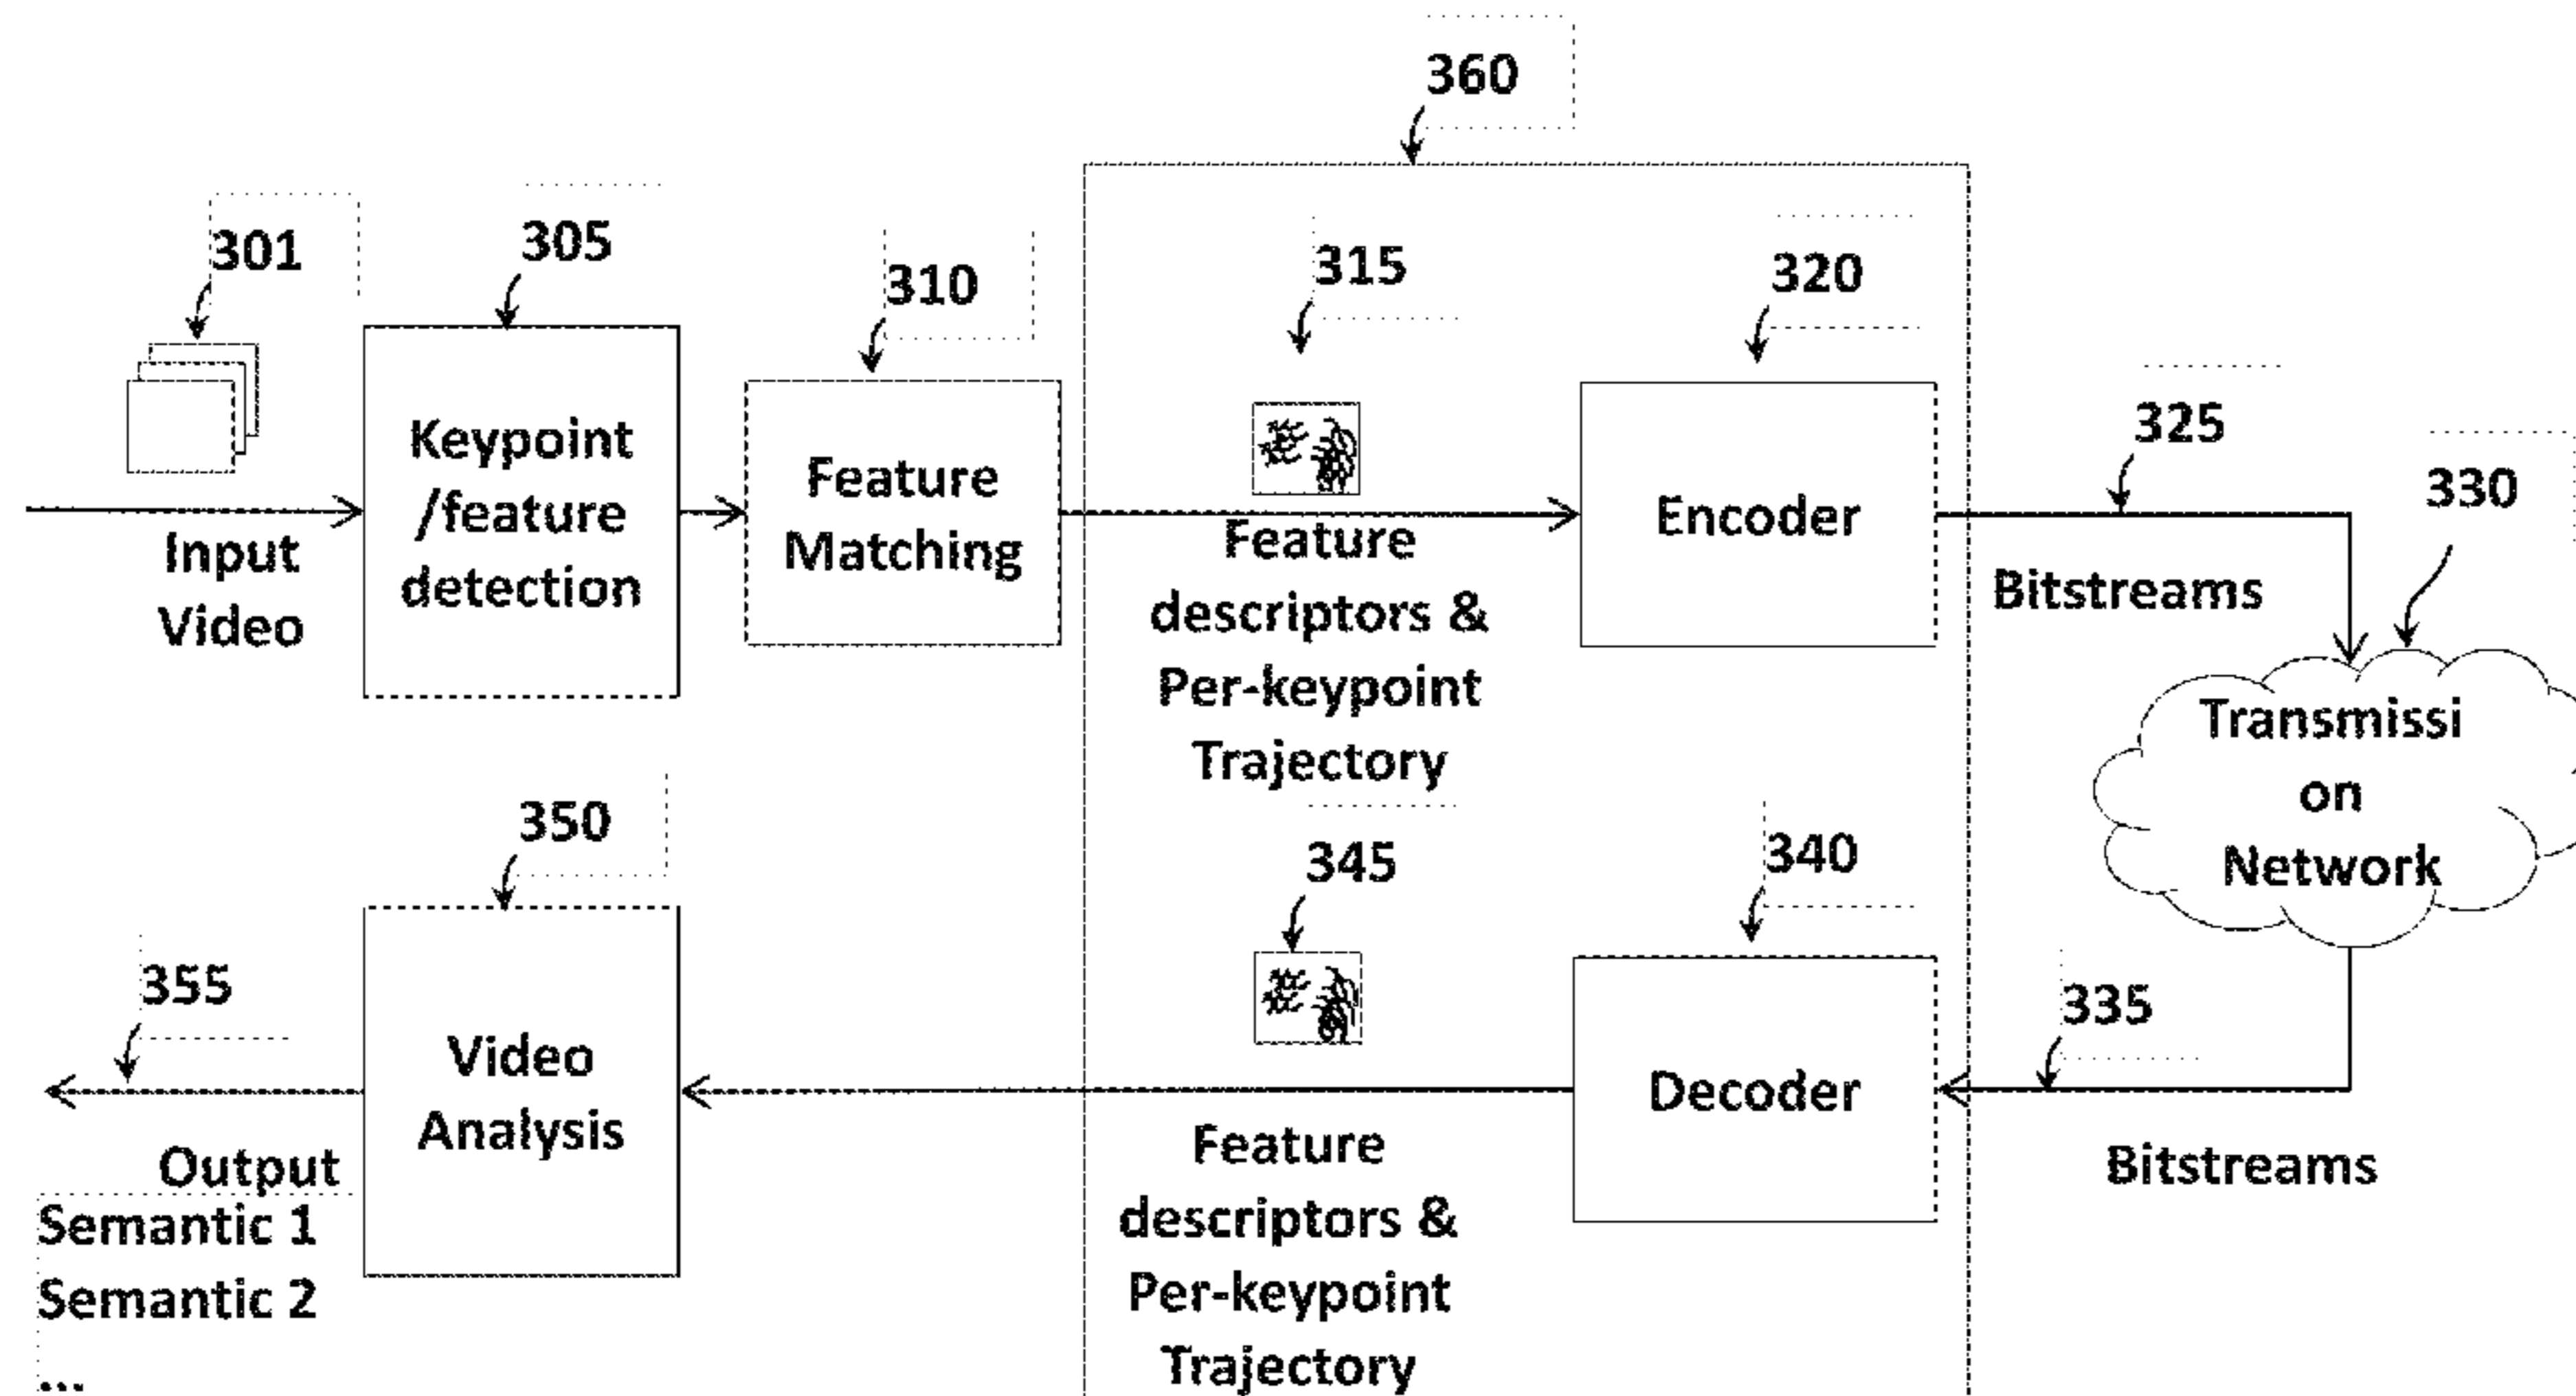 360
301
305
310
315
320
325
330
Keypoint
/feature
detection
Feature
Matching
Encoder
Input
Video
Feature
descriptors &
Per-keypoint
Trajectory
Bitstreams
Transmissi
on
Network
350
345
340
355
335
Video
Analysis
Decoder
Output
Semantic 1
Semantic 2
...
Feature
descriptors &
Per-keypoint
Trajectory
Bitstreams